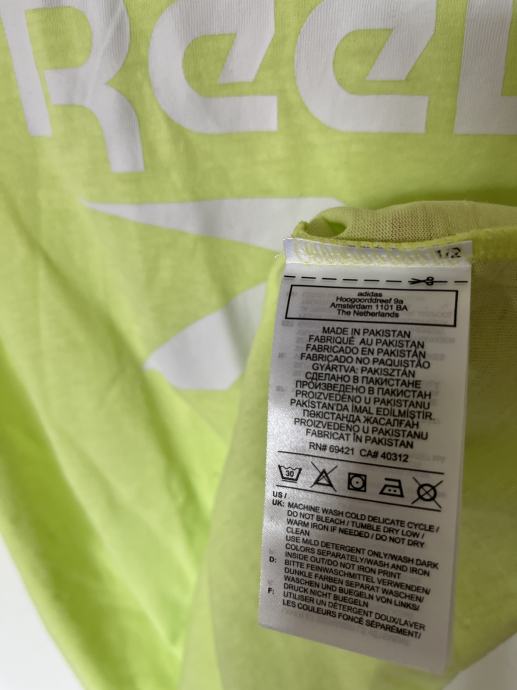 Reeb
1/2
adidas
Hoogoorddreef 9a
Amsterdam 1101 BA
The Netherlands
MADE IN PAKISTAN
FABRIQUÉ AU PAKISTAN
FABRICADO EN PAKISTÁN
FABRICADO NO PAQUISTÃO
GYÁRTVA: PAKISZTÁN
СДЕЛАНО В ПАКИСТАНЕ
ПРОИЗВЕДЕНО В ПАКИСТАН
PROIZVEDENO U PAKISTANU
PAKİSTAN'DA İMAL EDİLMİŞTİR.
ПӘКІСТАНДА ЖАСАЛҒАН
PROIZVEDENO U PAKISTANU
FABRICAT ÎN PAKISTAN
RN# 69421 CA# 40312
30
US /
UK: MACHINE WASH COLD DELICATE CYCLE /
DO NOT BLEACH / TUMBLE DRY LOW /
WARM IRON IF NEEDED / DO NOT DRY
CLEAN
USE MILD DETERGENT ONLY/WASH DARK
COLORS SEPARATELY/WASH AND IRON
INSIDE OUT/DO NOT IRON PRINT
D: BITTE FEINWASCHMITTEL VERWENDEN/
DUNKLE FARBEN SEPARAT WASCHEN/
WASCHEN UND BUEGELN VON LINKS/
DRUCK NICHT BUEGELN
F: UTILISER UN DÉTERGENT DOUX/LAVER
LES COULEURS FONCÉ SÉPARÉMENT/